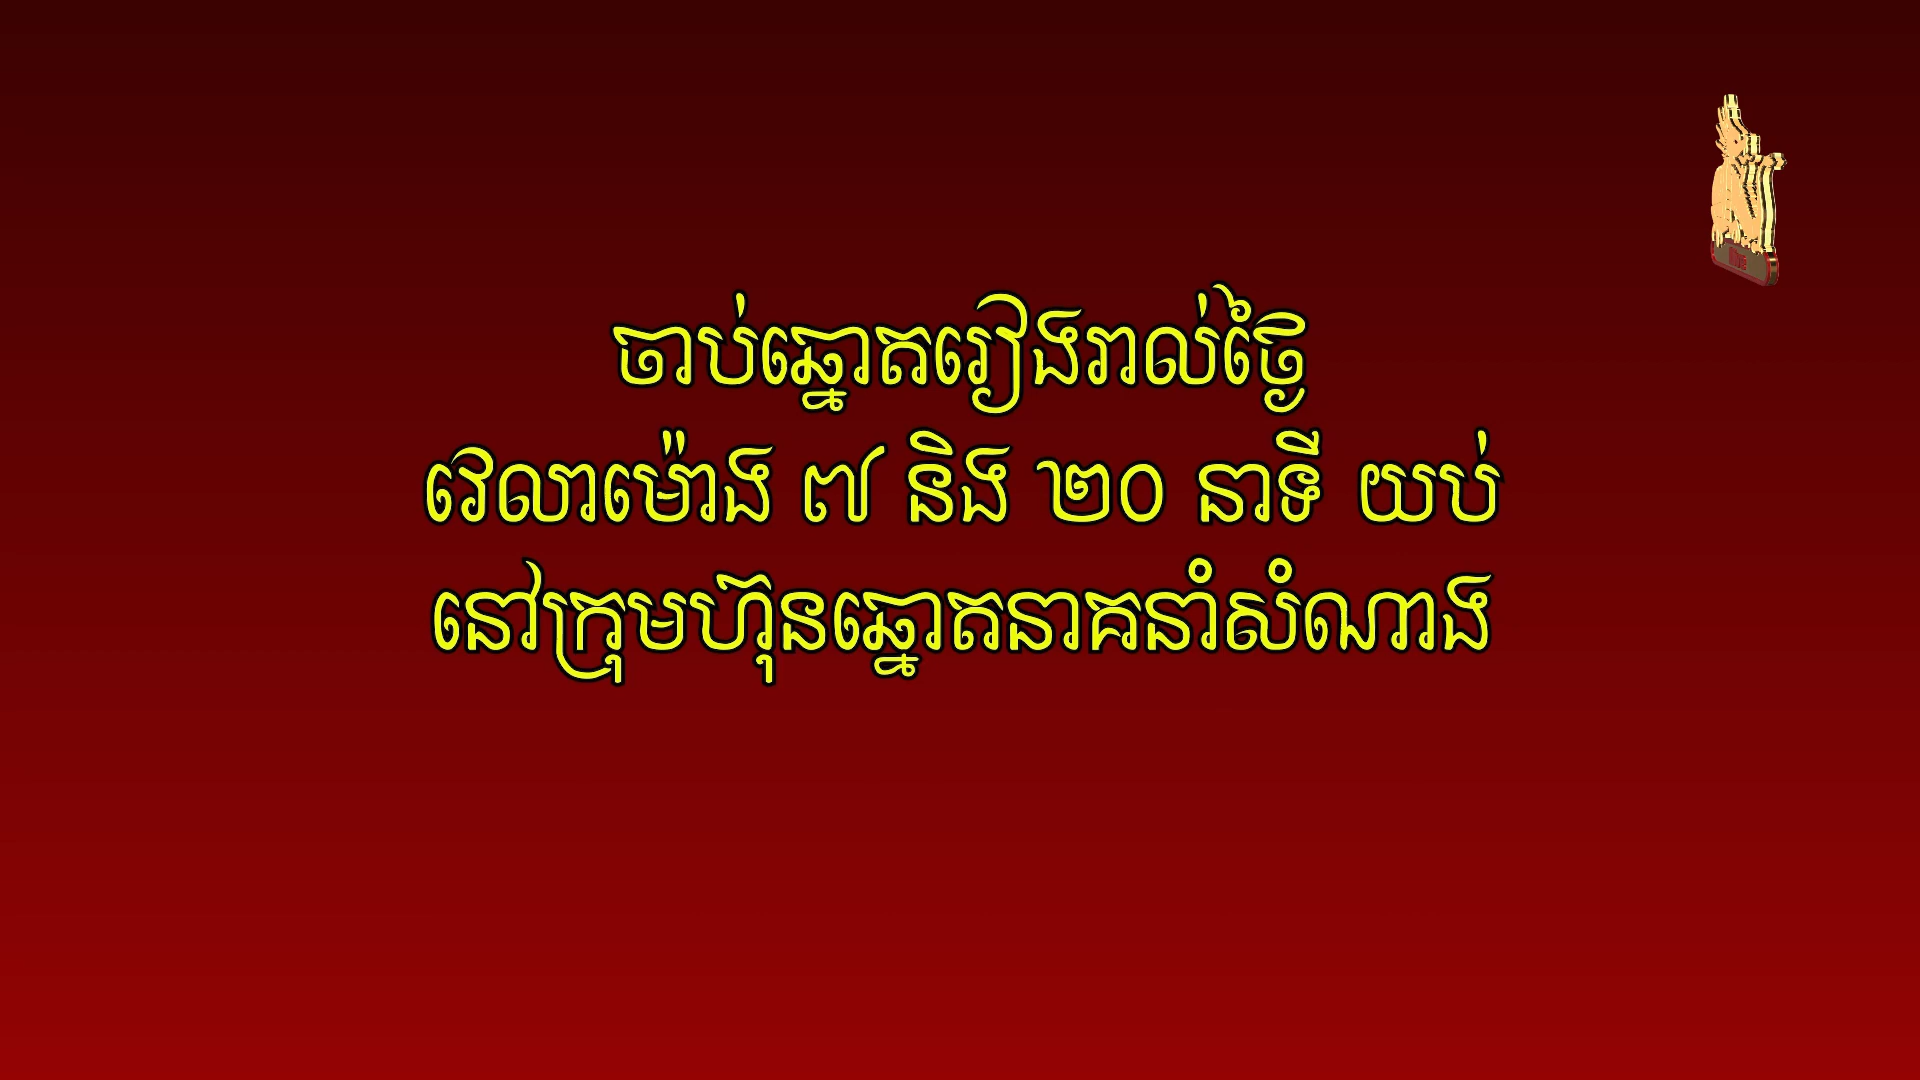 ចាប់ឆ្នោតរៀងរាល់ថ្ងៃ
វេលាម៉ោង ៧ និង ២០ នាទី យប់
នៅក្រុមហ៊ុនឆ្នោតនាគនាំសំណាង